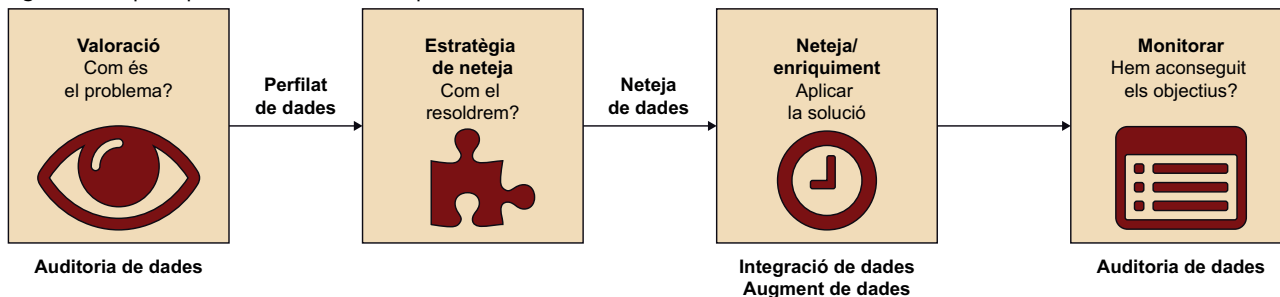 Valoració
Com és
el problema?
Perfilat
de dades
Estratègia
de neteja
Com el
resoldrem?
Neteja
de dades
Neteja/
enriquiment
Aplicar
la solució
Monitorar
Hem aconseguit
els objectius?
Auditoria de dades
Integració de dades
Augment de dades
Auditoria de dades